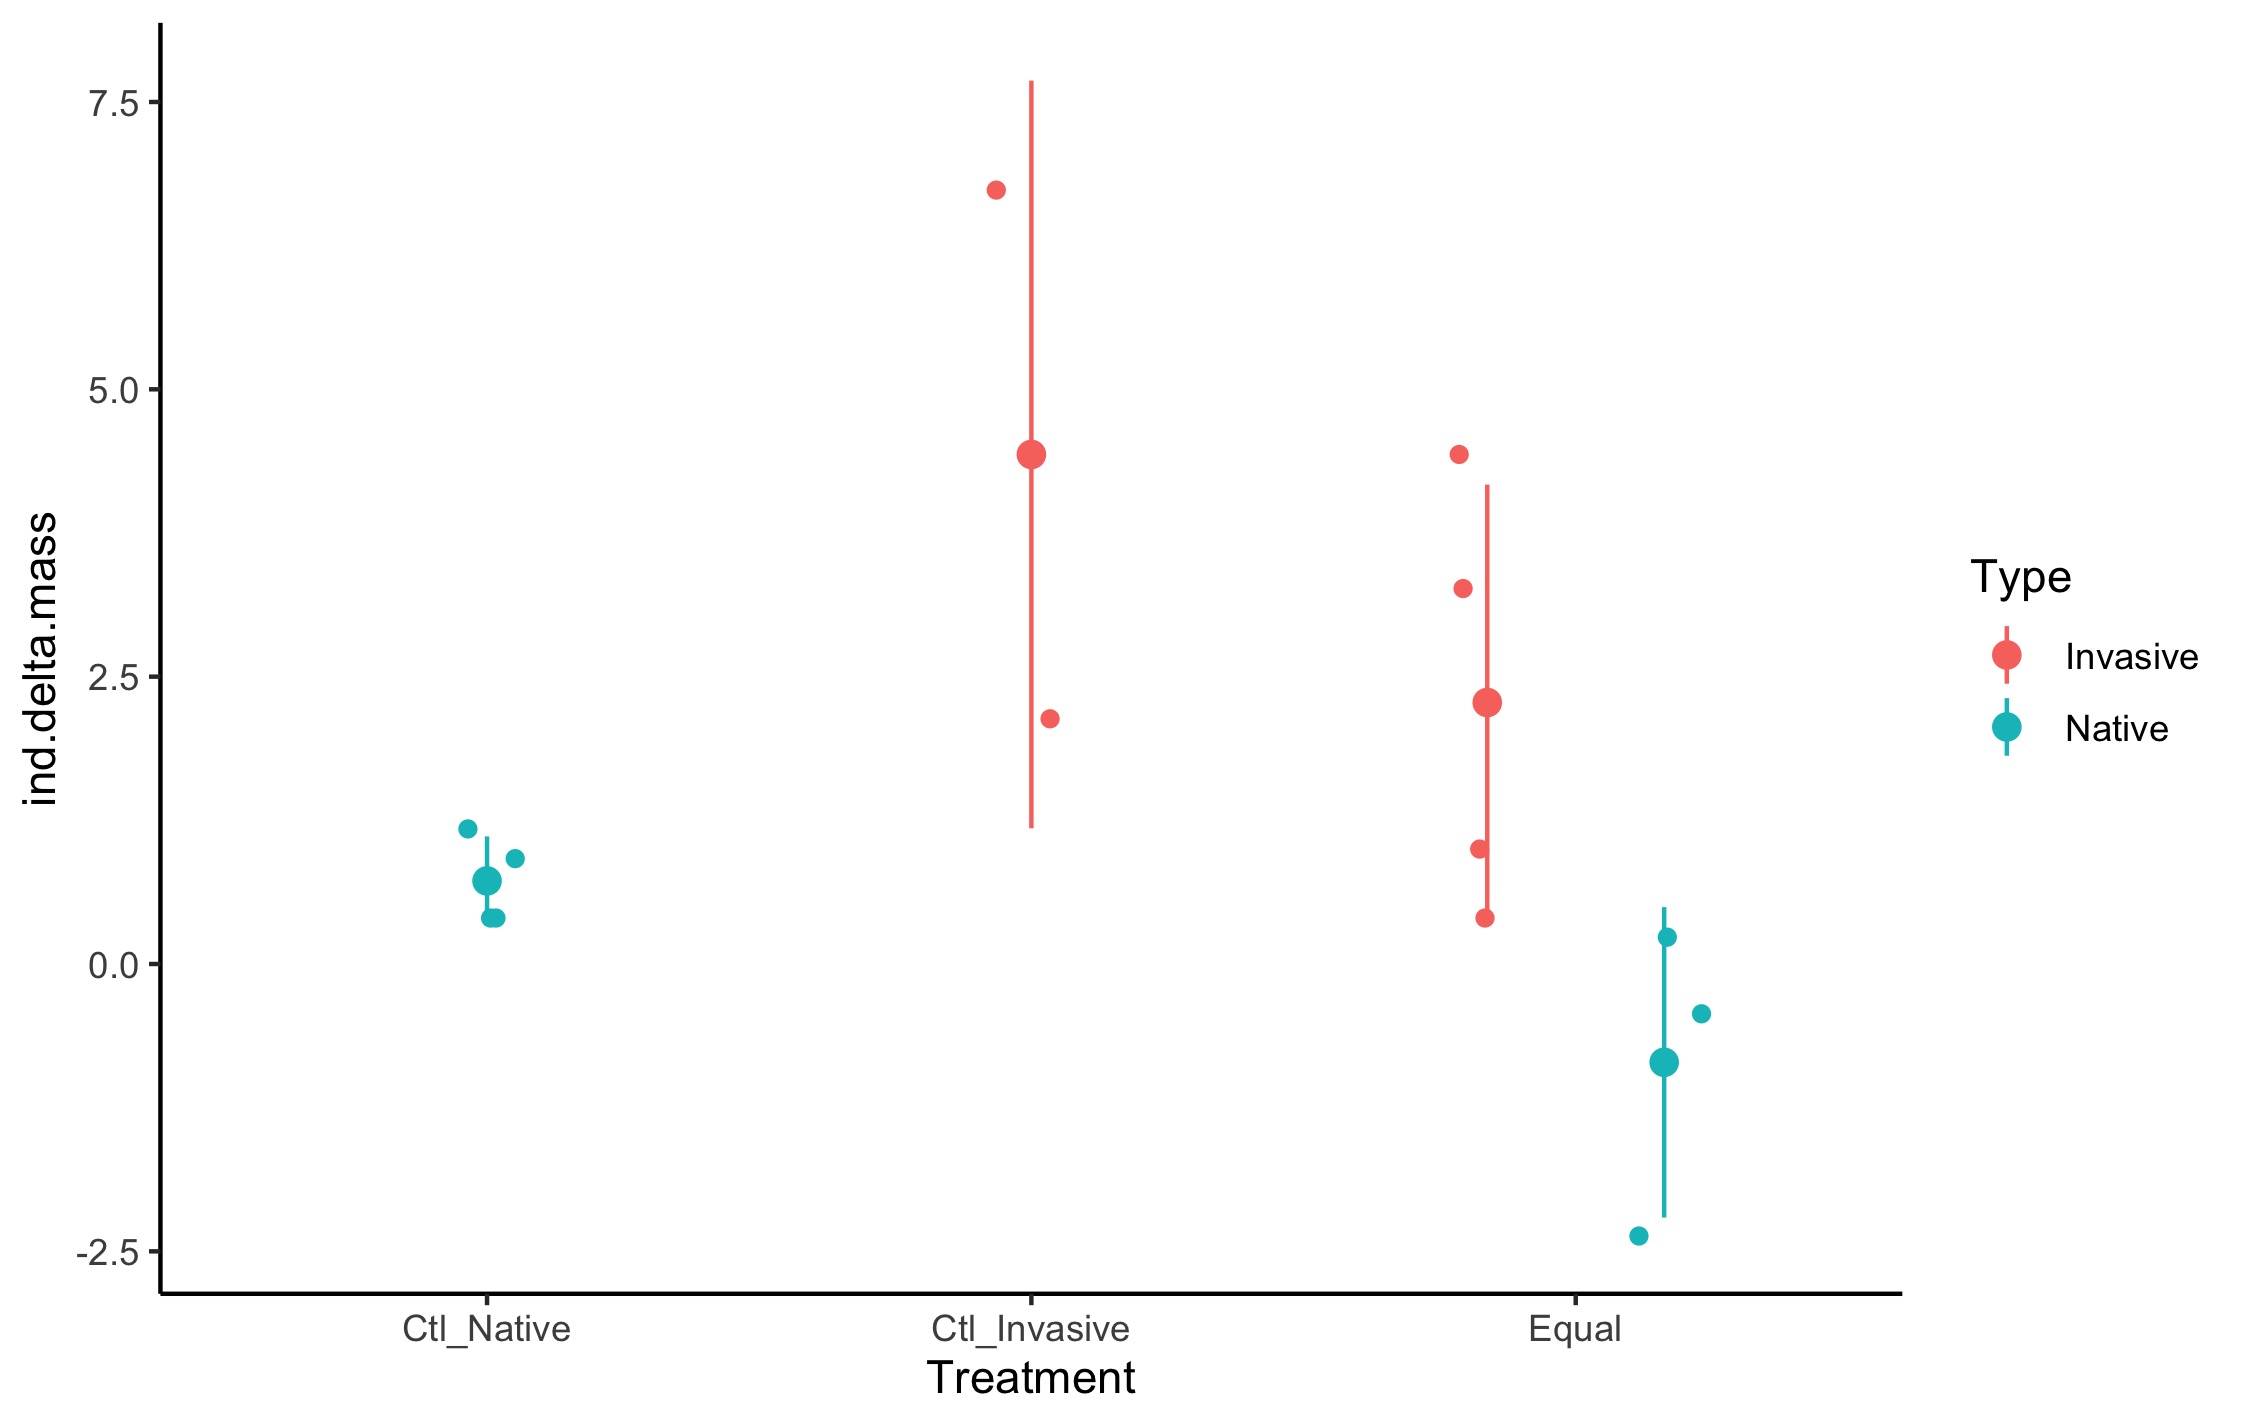 ind.delta.mass
7.5
5.0
2.5
0.0
-2.5
Ctl_Native
Ctl_Invasive
Equal
Treatment
Type
Invasive
Native